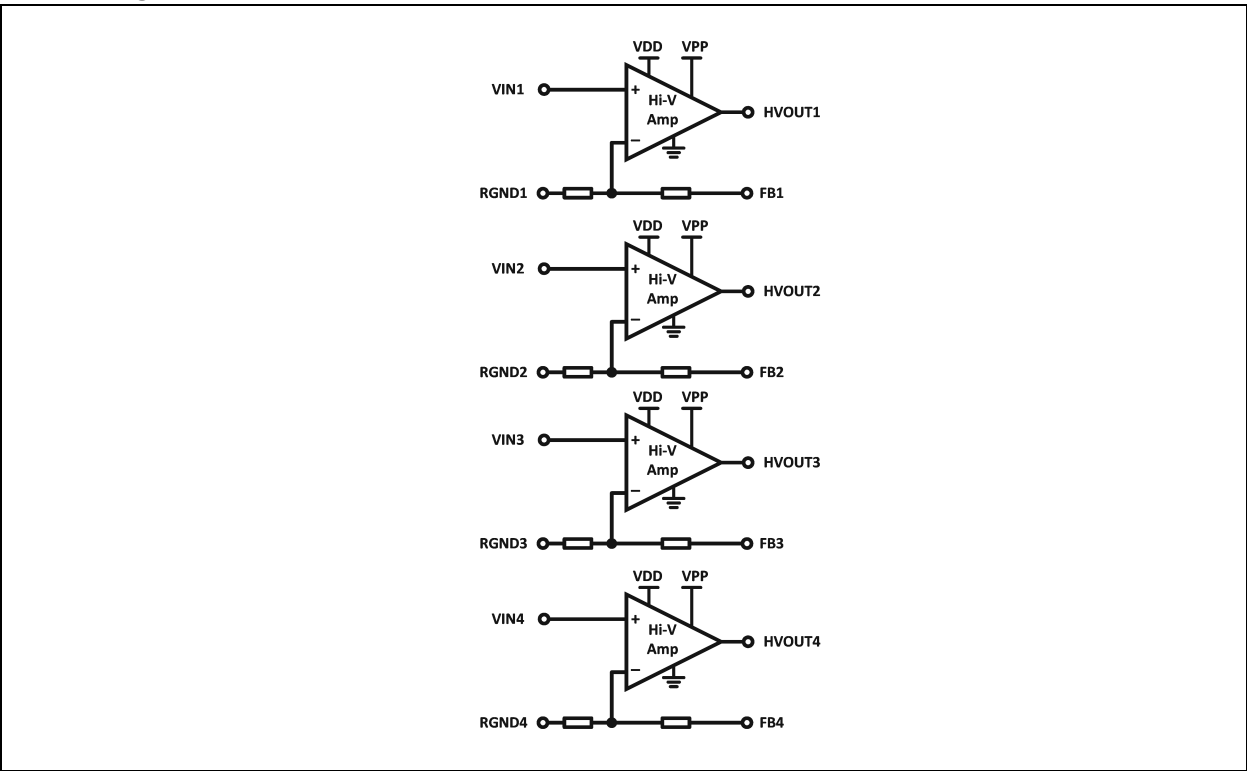 VDD VPP
VIN1
+
Hi-V
Amp
HVOUT1
−
RGND1
FB1
VDD VPP
VIN2
+
Hi-V
Amp
HVOUT2
−
RGND2
FB2
VDD VPP
VIN3
+
Hi-V
Amp
HVOUT3
−
RGND3
FB3
VDD VPP
VIN4
+
Hi-V
Amp
HVOUT4
−
RGND4
FB4